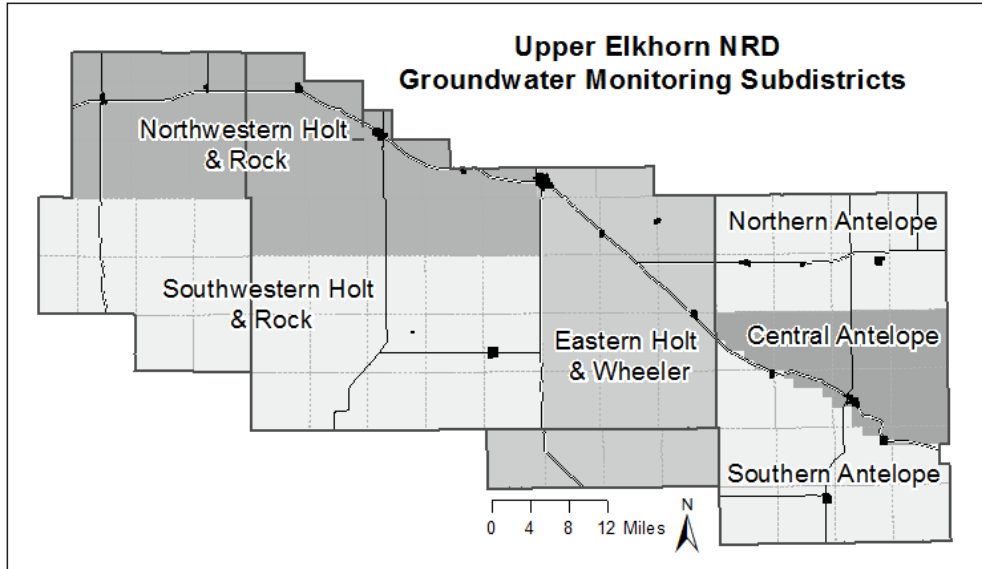 Upper Elkhorn NRD
Groundwater Monitoring Subdistricts
Northwestern Holt
& Rock
Northern Antelope
Southwestern Holt
& Rock
Eastern Holt
& Wheeler
Central Antelope
Southern Antelope
0 4 8 12 Miles
N